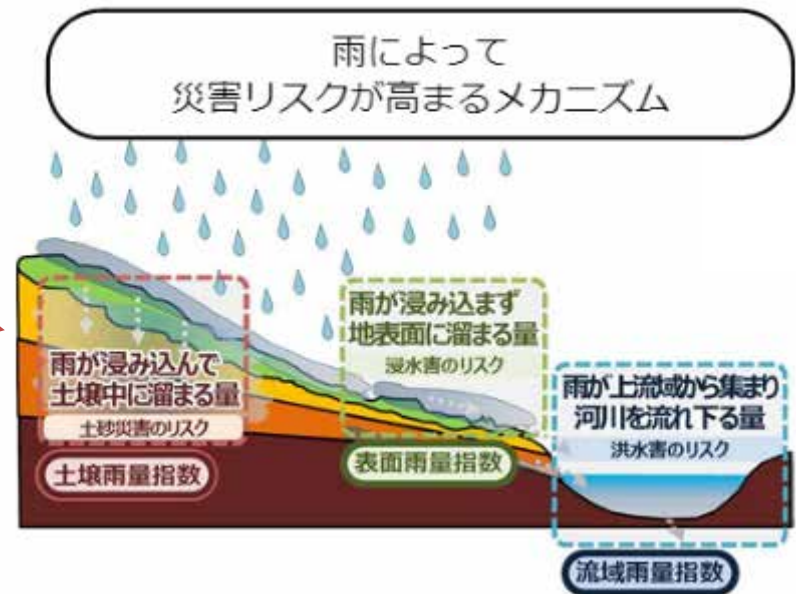 雨によって
災害リスクが高まるメカニズム
雨が浸み込んで
土壌中に溜まる量
土砂災害のリスク
土壌雨量指数
雨が浸み込まず
地表面に溜まる量
浸水害のリスク
表面雨量指数
雨が上流域から集まり
河川を流れ下る量
洪水害のリスク
流域雨量指数